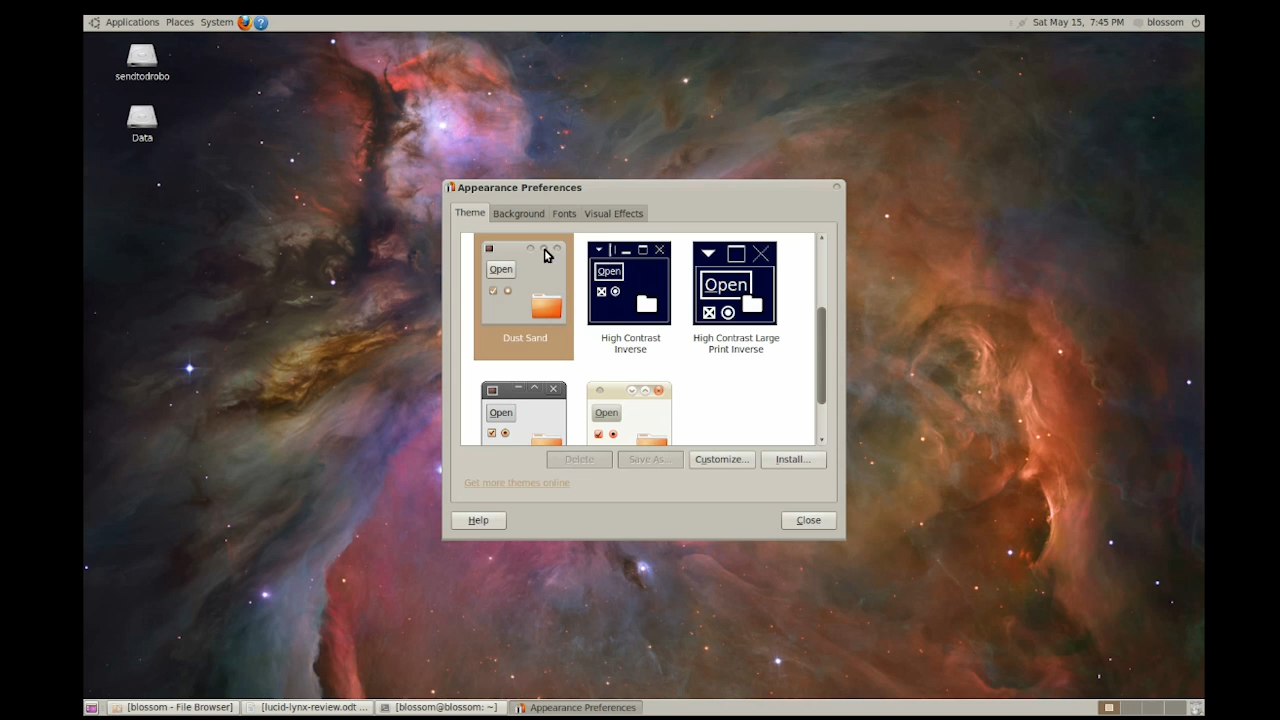 Applications Places System
Sat May 15, 7:45 PM blossom
sendtodrobo
Data
Appearance Preferences
Theme Background Fonts Visual Effects
Open
Open
Open
Dust Sand
High Contrast
Inverse
High Contrast Large
Print Inverse
Open
Open
Delete Save As... Customize... Install...
Get more themes online
Help Close
[blossom - File Browser] [lucid-lynx-review.odt ... [blossom@blossom: ~] Appearance Preferences